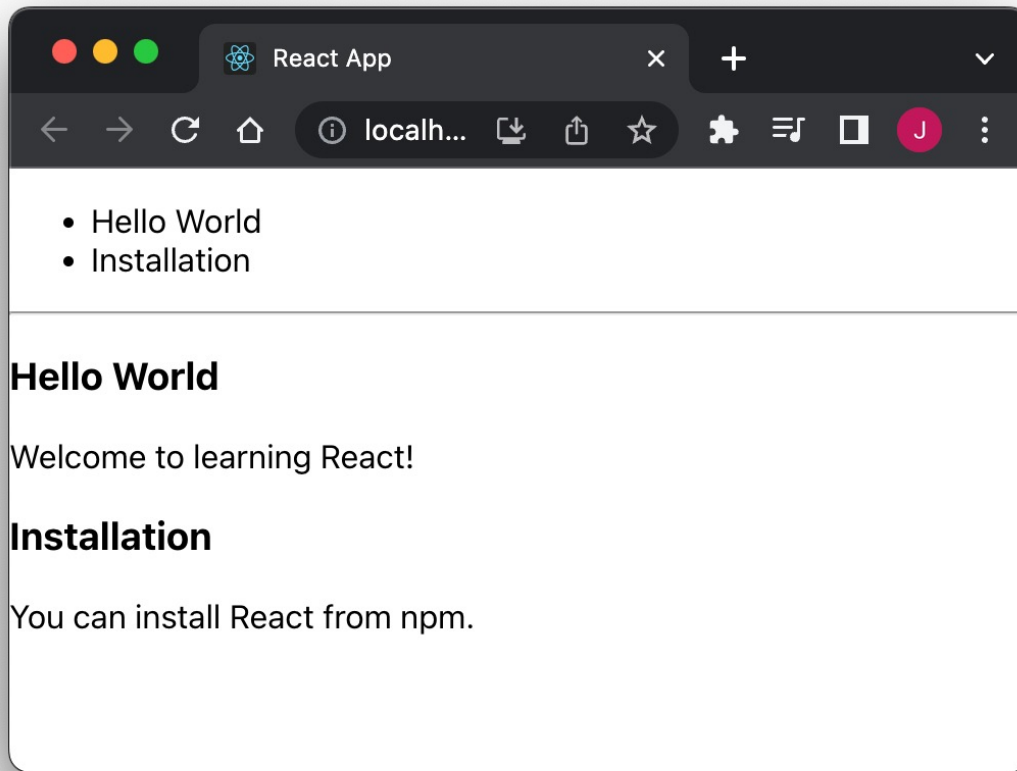 React App
localh...
J
Hello World
Installation
Hello World
Welcome to learning React!
Installation
You can install React from npm.